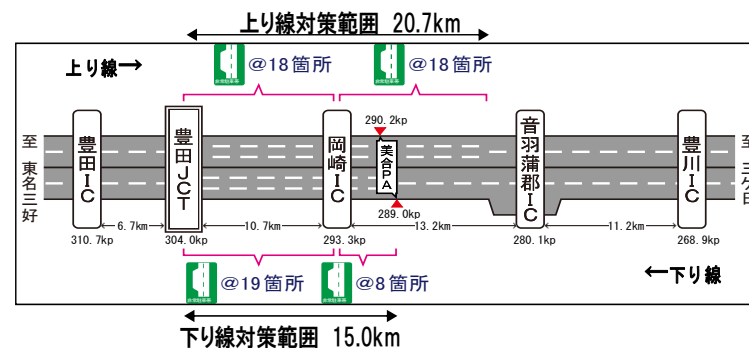 上り線対策範囲 20.7km
上り線→
@18箇所
@18箇所
290.2kp
至 東名三好
豊田IC
豊田JCT
岡崎IC
美合PA
音羽蒲郡IC
豊川IC
至 三ケ日
289.0kp
6.7km
10.7km
13.2km
11.2km
310.7kp
304.0kp
293.3kp
280.1kp
268.9kp
@19箇所
@8箇所
←下り線
下り線対策範囲 15.0km